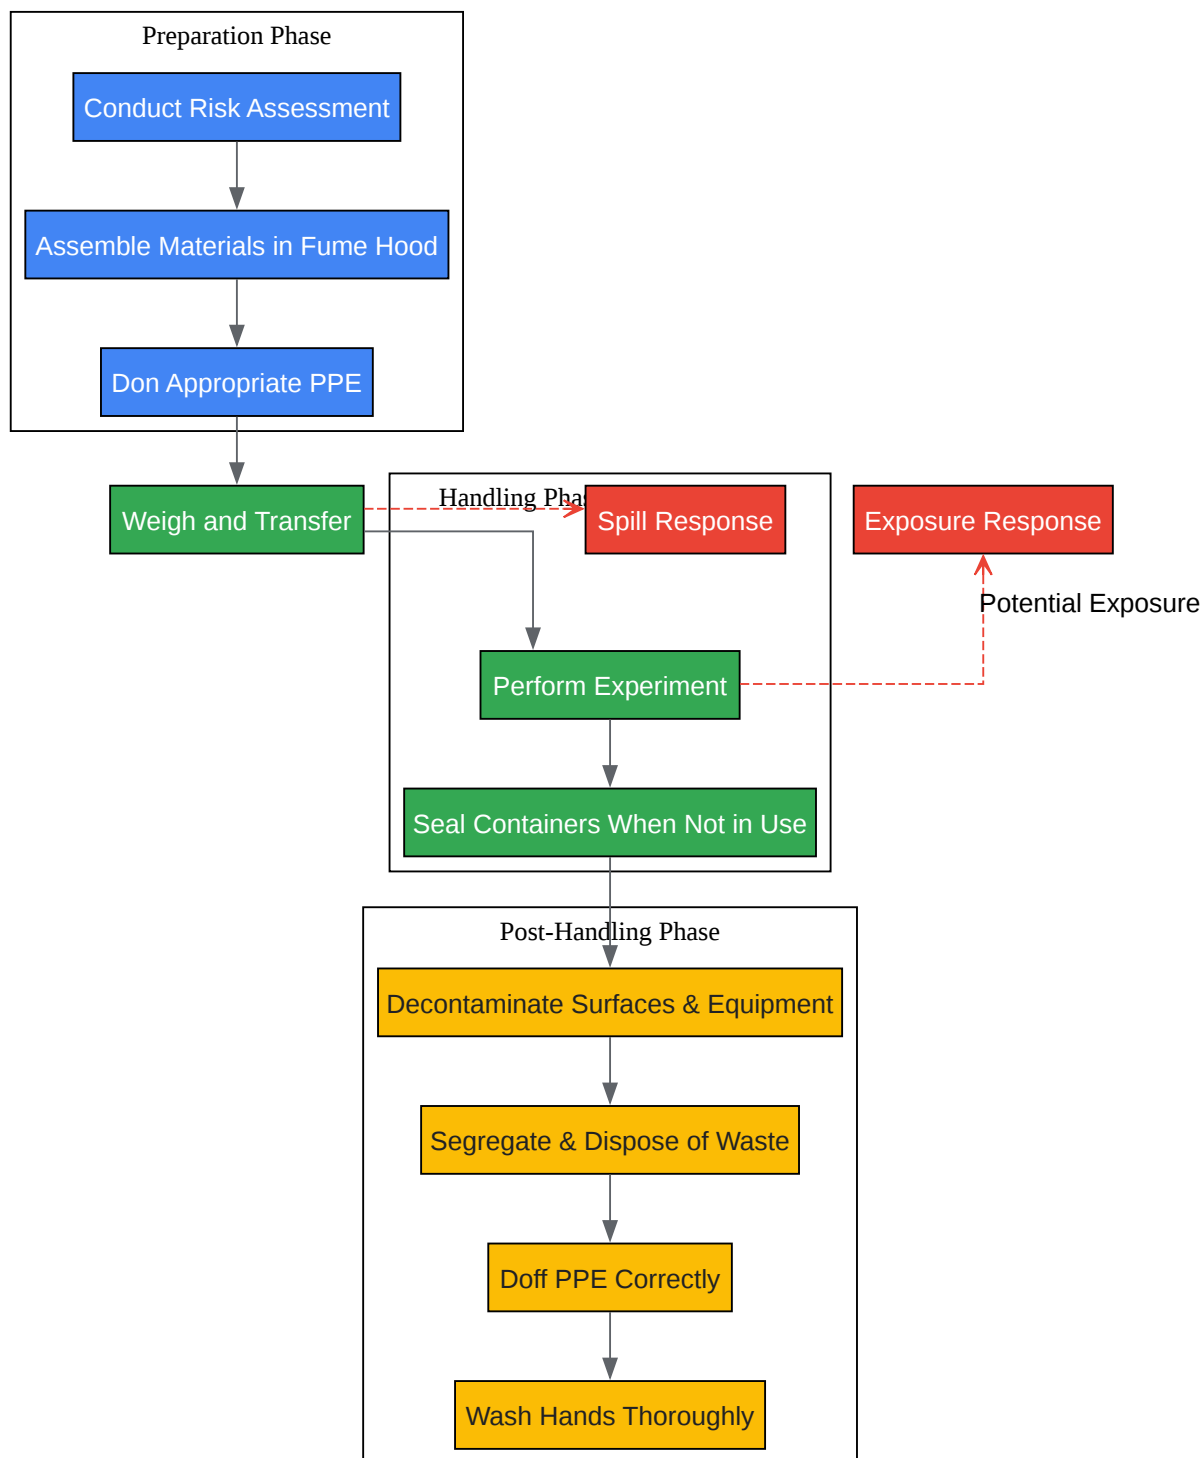 Preparation Phase
Conduct Risk Assessment
Assemble Materials in Fume Hood
Don Appropriate PPE
Weigh and Transfer
Handling Phas
Spill Response
Exposure Response
Potential Exposure
Perform Experiment
Seal Containers When Not in Use
Post-Handling Phase
Decontaminate Surfaces & Equipment
Segregate & Dispose of Waste
Doff PPE Correctly
Wash Hands Thoroughly